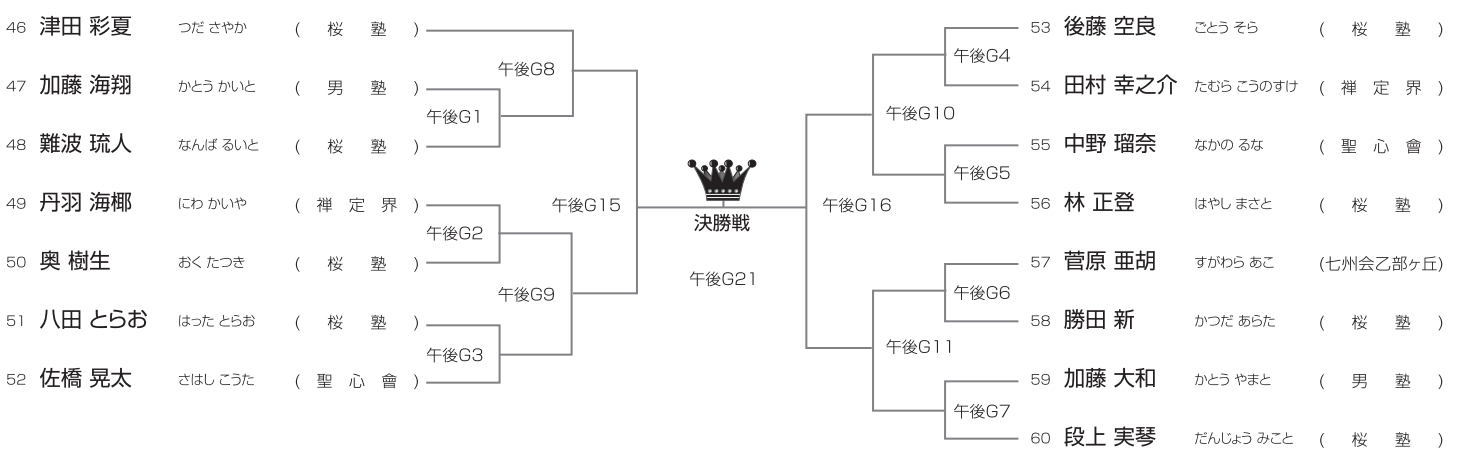 46 津田 彩夏 つだ さやか ( 桜 塾 )
午後G8
47 加藤 海翔 かとう かいと ( 男 塾 )
午後G1
48 難波 琉人 なんば るいと ( 桜 塾 )
49 丹羽 海椰 にわ かいや ( 禅 定 界 )
午後G15
午後G2
50 奥 樹生 おく たつき ( 桜 塾 )
午後G9
51 八田 とらお はった とらお ( 桜 塾 )
午後G3
52 佐橋 晃太 さはし こうた ( 聖 心 會 )
決勝戦
午後G21
53 後藤 空良 ごとう そら ( 桜 塾 )
午後G4
54 田村 幸之介 たむら こうのすけ ( 禅 定 界 )
午後G10
55 中野 瑠奈 なかの るな ( 聖 心 會 )
午後G5
56 林 正登 はやし まさと ( 桜 塾 )
午後G16
57 菅原 亜胡 すがわら あこ (七州会乙部ヶ丘)
午後G6
58 勝田 新 かつだ あらた ( 桜 塾 )
午後G11
59 加藤 大和 かとう やまと ( 男 塾 )
午後G7
60 段上 実琴 だんじょう みこと ( 桜 塾 )